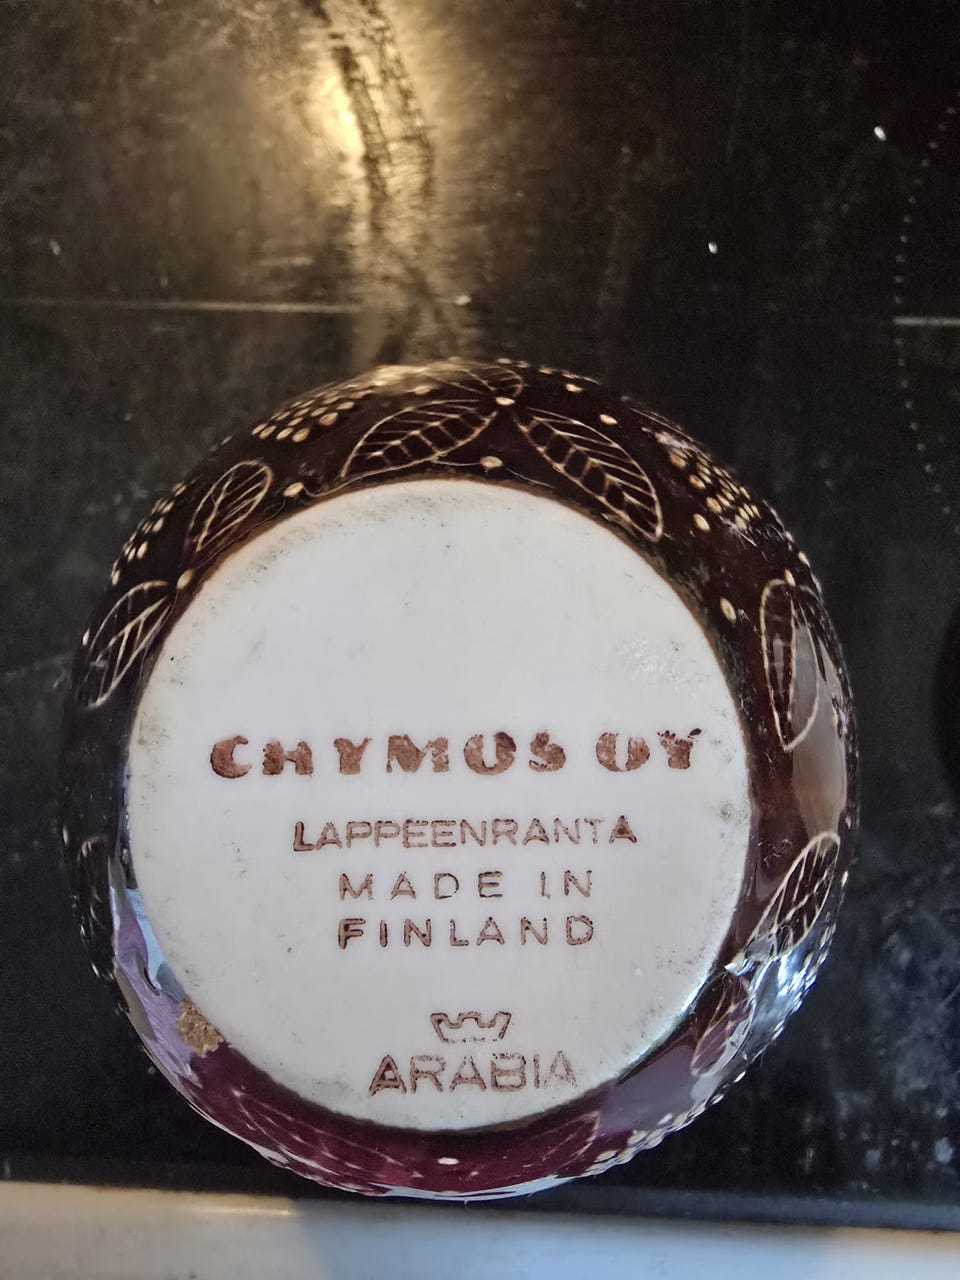 CHYMOS OY
LAPPEENRANTA
MADE IN
FINLAND
ARABIA